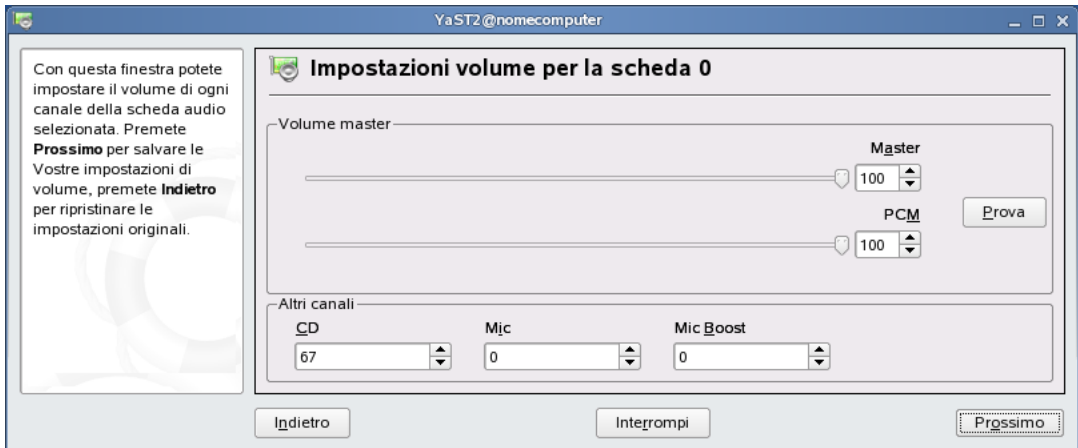 YaST2@nomecomputer
Con questa finestra potete
impostare il volume di ogni
canale della scheda audio
selezionata. Premete
Prossimo per salvare le
Vostre impostazioni di
volume, premete Indietro
per ripristinare le
impostazioni originali.
Impostazioni volume per la scheda 0
Volume master
Master
100
PCM
100
Prova
Altri canali
CD Mic Mic Boost
67 0 0
Indietro Interrompi Prossimo